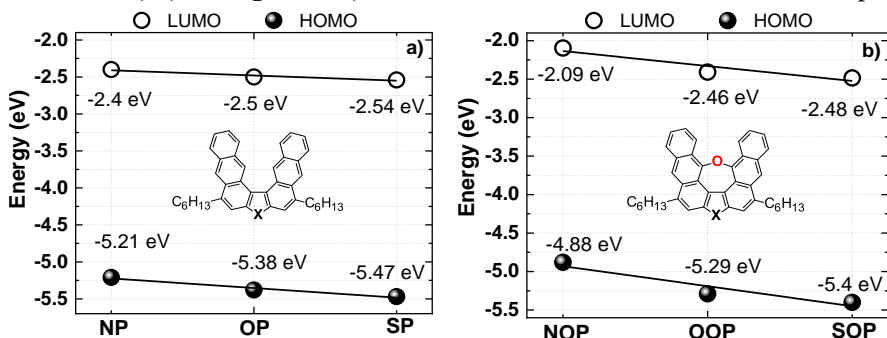 LUMO HOMO
a)
Energy (eV)
-2.0
-2.5
-3.0
-3.5
-4.0
-4.5
-5.0
-5.5
-2.4 eV
-2.5 eV
-2.54 eV
C6H13
X
C6H13
-5.21 eV
-5.38 eV
-5.47 eV
NP OP SP
LUMO HOMO
b)
Energy (eV)
-2.0
-2.5
-3.0
-3.5
-4.0
-4.5
-5.0
-5.5
-2.09 eV
-2.46 eV
-2.48 eV
O
C6H13
X
C6H13
-4.88 eV
-5.29 eV
-5.4 eV
NOP OOP SOP